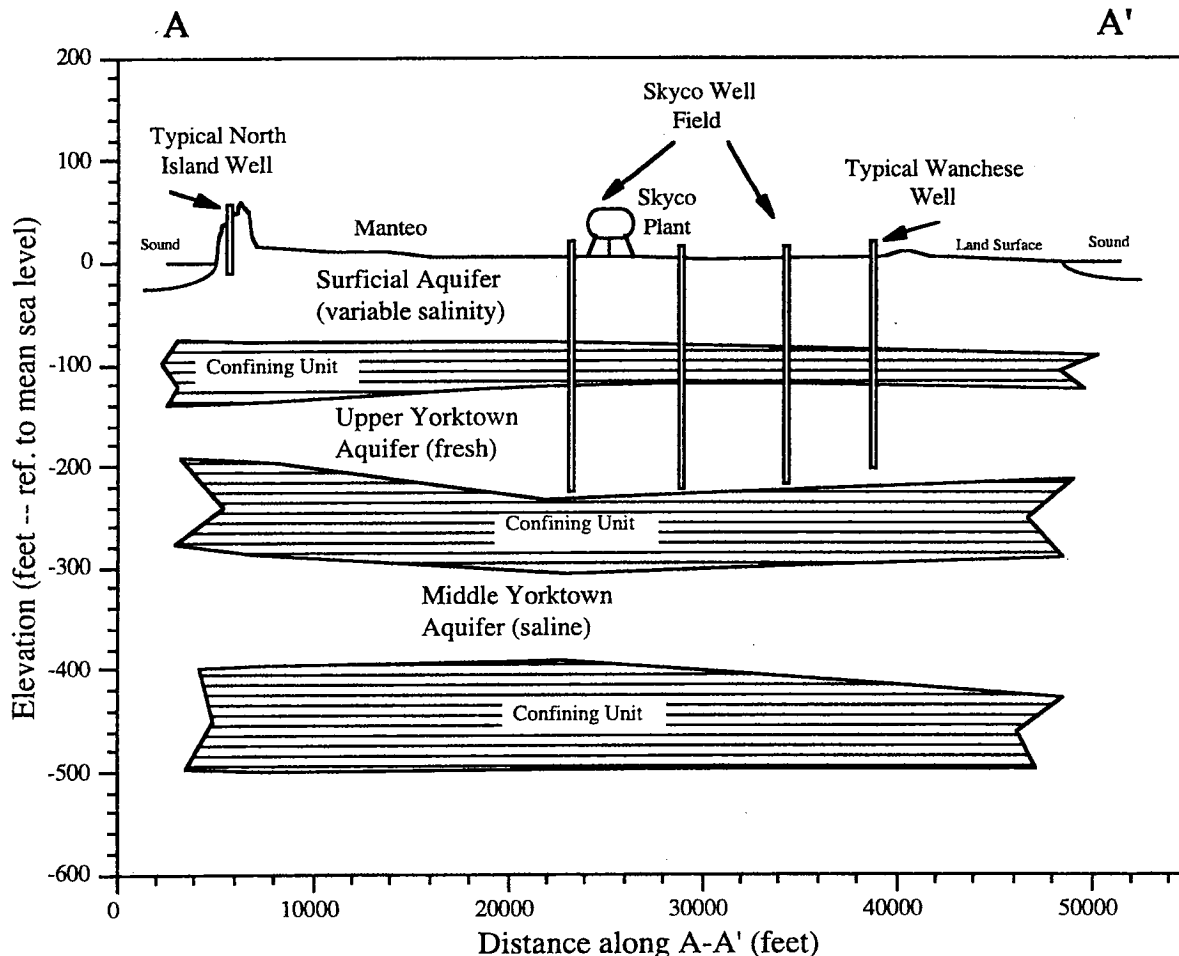 A
A'
200
100
0
-100
-200
-300
-400
-500
-600
Elevation (feet -- ref. to mean sea level)
Skyco Well
Field
Typical North
Island Well
Typical Wanchese
Well
Skyco
Plant
Manteo
Sound
Land Surface
Sound
Surficial Aquifer
(variable salinity)
Confining Unit
Upper Yorktown
Aquifer (fresh)
Confining Unit
Middle Yorktown
Aquifer (saline)
Confining Unit
0
10000
20000
30000
40000
50000
Distance along A-A' (feet)